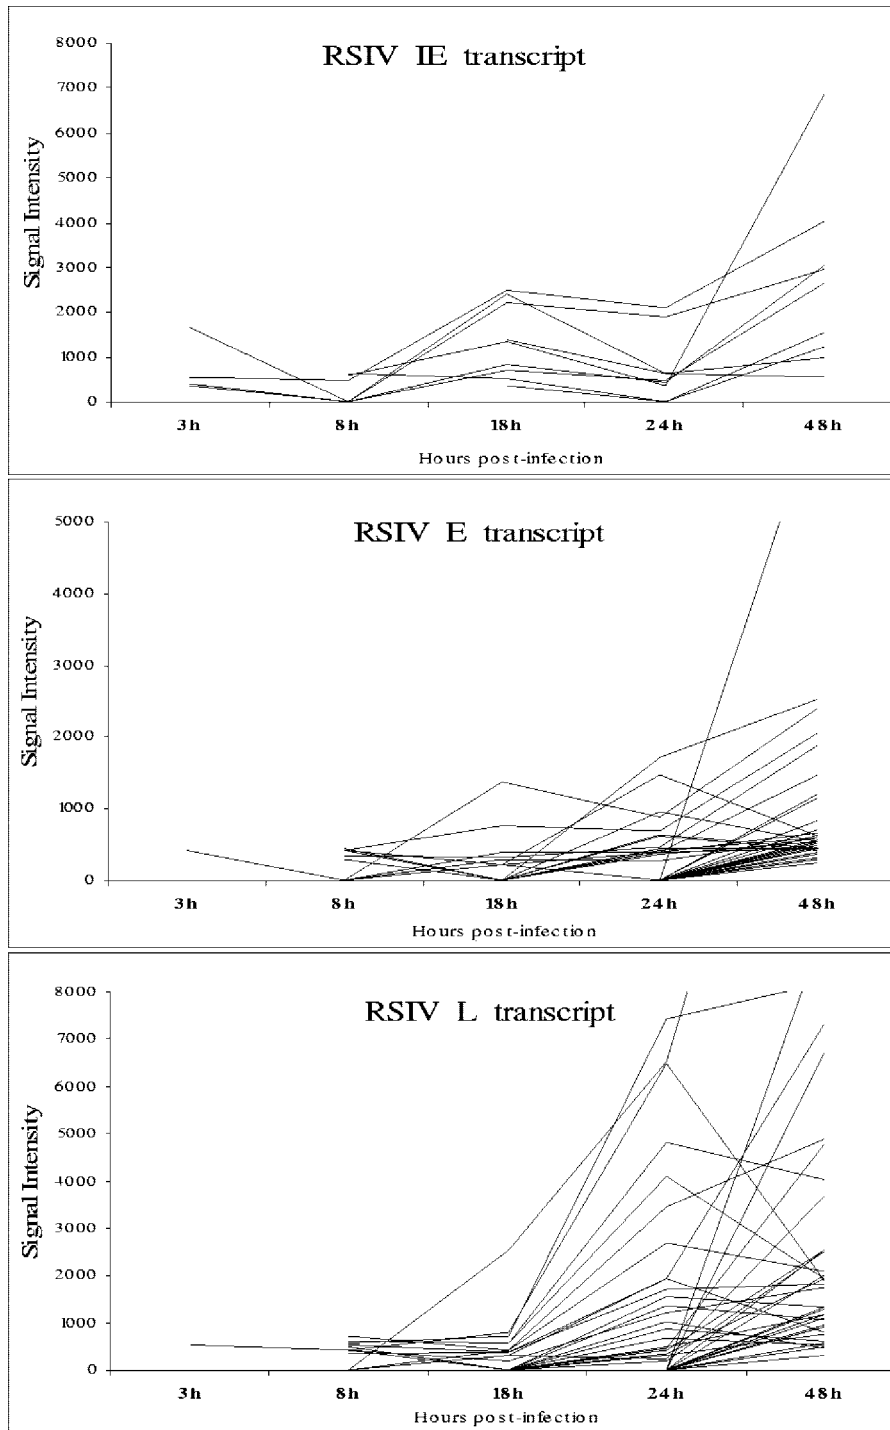 RSIV IE transcript
8000
7000
6000
5000
4000
3000
2000
1000
0
Signal Intensity
3h 8h 18h 24h 48h
Hours post-infection
RSIV E transcript
5000
4000
3000
2000
1000
0
Signal Intensity
3h 8h 18h 24h 48h
Hours post-infection
RSIV L transcript
8000
7000
6000
5000
4000
3000
2000
1000
0
Signal Intensity
3h 8h 18h 24h 48h
Hours post-infection